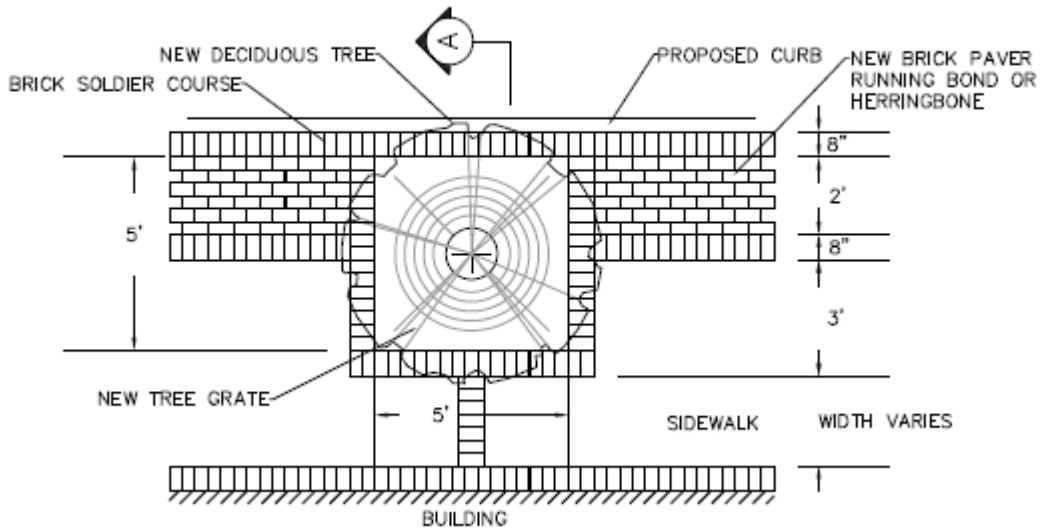 A
NEW DECIDUOUS TREE
PROPOSED CURB
BRICK SOLDIER COURSE
NEW BRICK PAVER
RUNNING BOND OR
HERRINGBONE
8"
2'
5'
8"
3'
NEW TREE GRATE
5'
SIDEWALK
WIDTH VARIES
BUILDING